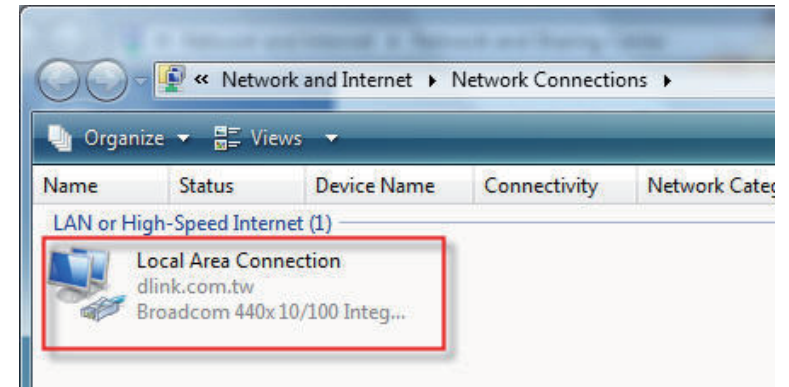 « Network and Internet ▸ Network Connections ▸
Organize ▾ Views ▾
Name Status Device Name Connectivity Network Categ
LAN or High-Speed Internet (1)
Local Area Connection
dlink.com.tw
Broadcom 440x 10/100 Integ...